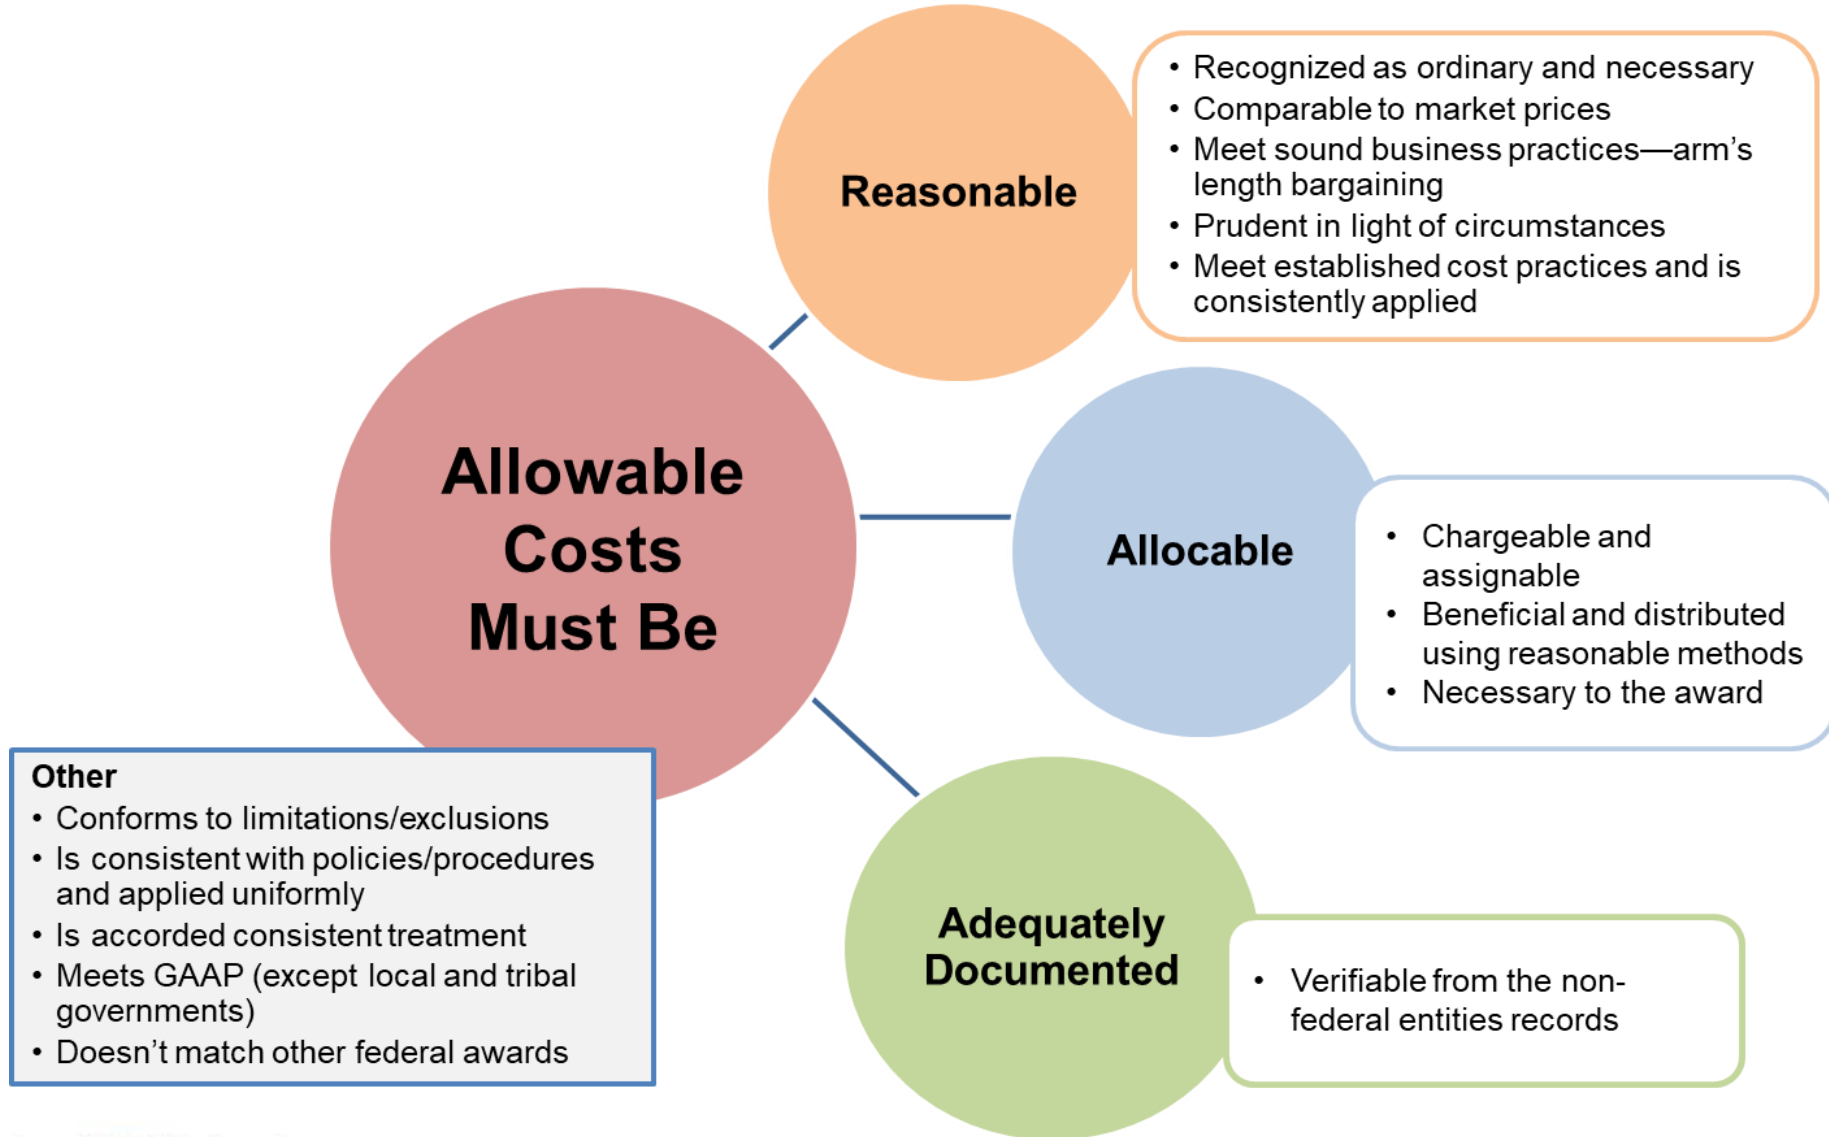 Allowable
Costs
Must Be
Reasonable
• Recognized as ordinary and necessary
• Comparable to market prices
• Meet sound business practices—arm’s
length bargaining
• Prudent in light of circumstances
• Meet established cost practices and is
consistently applied
Allocable
• Chargeable and
assignable
• Beneficial and distributed
using reasonable methods
• Necessary to the award
Adequately
Documented
• Verifiable from the non-
federal entities records
Other
• Conforms to limitations/exclusions
• Is consistent with policies/procedures
and applied uniformly
• Is accorded consistent treatment
• Meets GAAP (except local and tribal
governments)
• Doesn’t match other federal awards